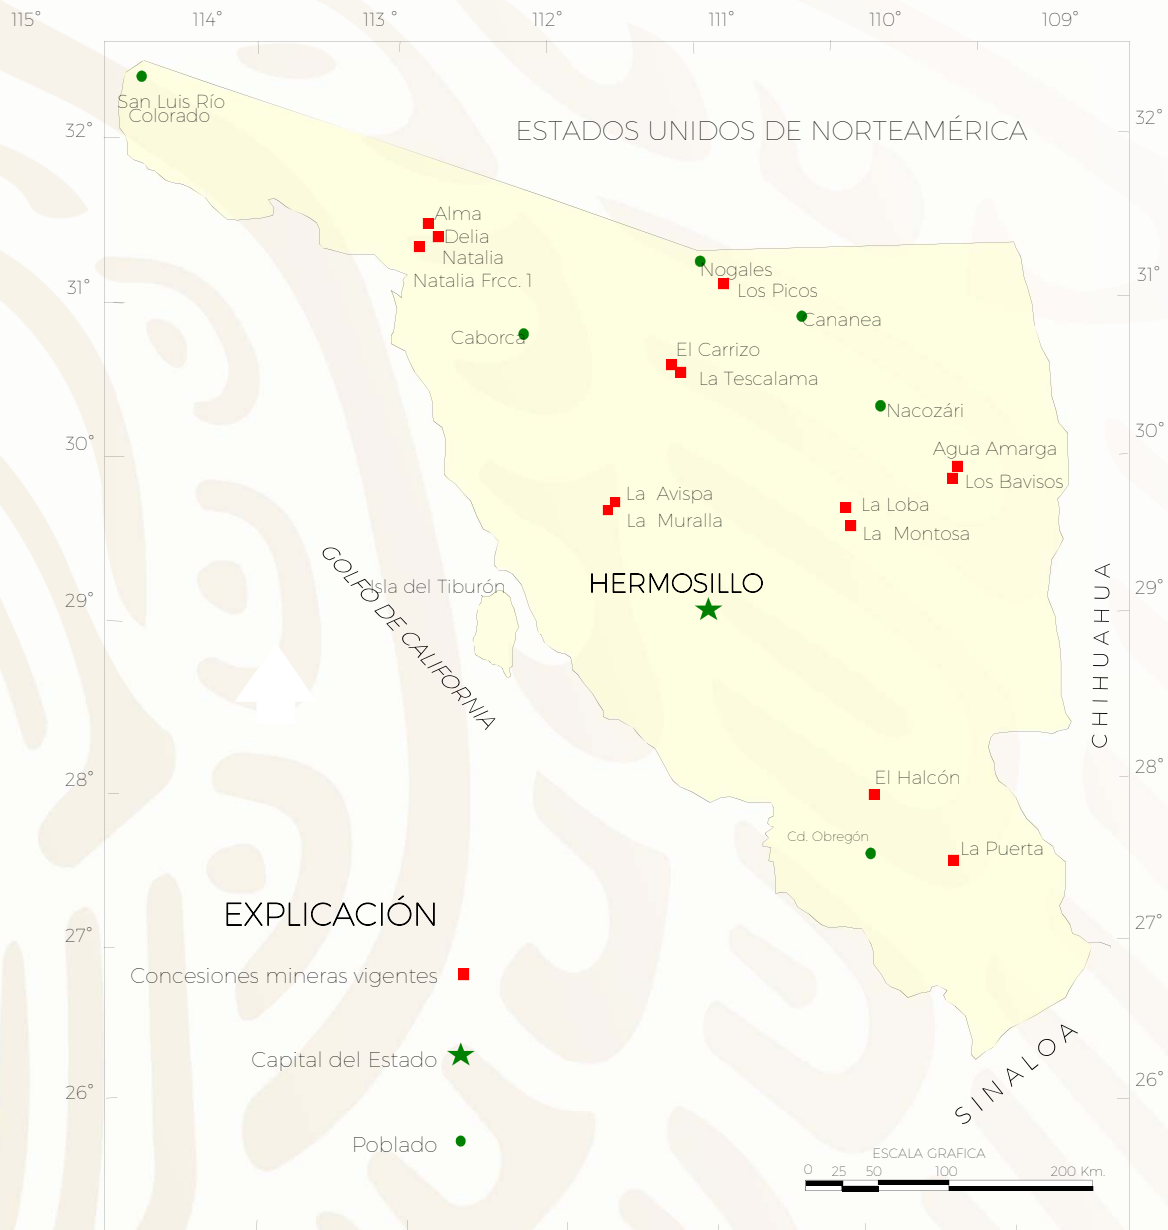 115° 114° 113° 112° 111° 110° 109°
San Luis Río
Colorado
32°
ESTADOS UNIDOS DE NORTEAMÉRICA
32°
Alma
Delia
Natalia
Natalia Frcc. 1
Nogales
31°
Los Picos
31°
Caborca
Cananea
El Carrizo
La Tescalama
Nacozári
30°
30°
Agua Amarga
Los Bavisos
La Avispa
La Muralla
La Loba
La Montosa
HERMOSILLO
Isla del Tiburón
29°
29°
GOLFO DE CALIFORNIA
CHIHUAHUA
28°
28°
El Halcón
Cd. Obregón
La Puerta
EXPLICACIÓN
27°
27°
Concesiones mineras vigentes
Capital del Estado
SINALOA
26°
26°
Poblado
ESCALA GRAFICA
0 25 50 100 200 Km.